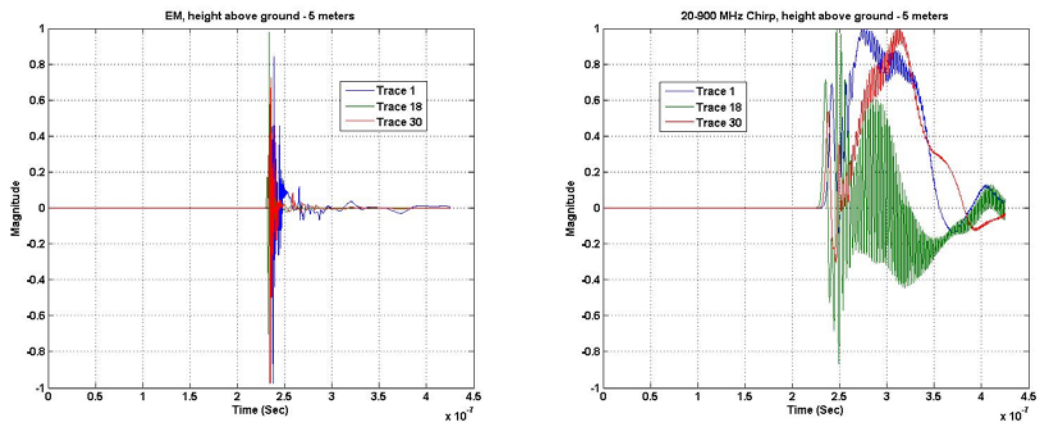 EM, height above ground - 5 meters
1
0.8
0.6
0.4
0.2
0
-0.2
-0.4
-0.6
-0.8
-1
Magnitude
Trace 1
Trace 18
Trace 30
0 0.5 1 1.5 2 2.5 3 3.5 4 4.5
Time (Sec)
x 10-7
20-900 MHz Chirp, height above ground - 5 meters
1
0.8
0.6
0.4
0.2
0
-0.2
-0.4
-0.6
-0.8
-1
Magnitude
Trace 1
Trace 18
Trace 30
0 0.5 1 1.5 2 2.5 3 3.5 4 4.5
Time (Sec)
x 10-7